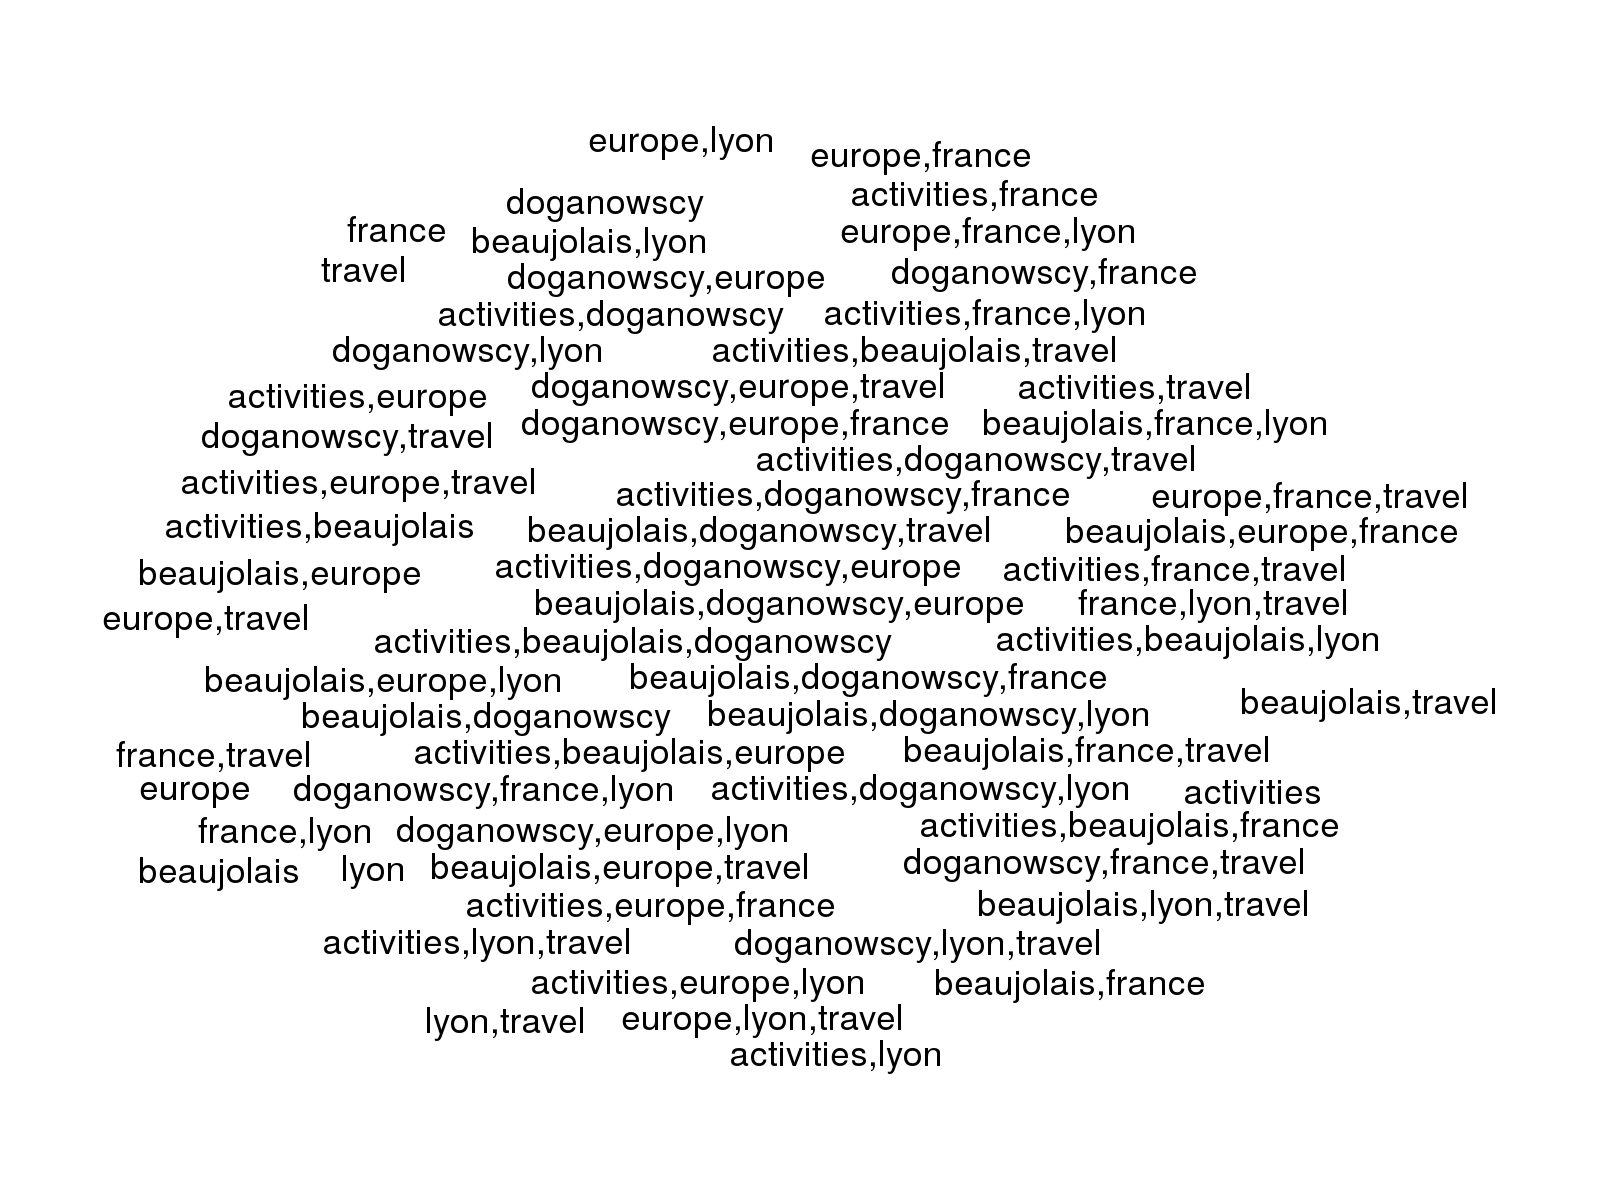 europe,lyon
europe,france
doganowscy
activities,france
france
beaujolais,lyon
europe,france,lyon
travel
doganowscy,europe
doganowscy,france
activities,doganowscy
activities,france,lyon
doganowscy,lyon
activities,beaujolais,travel
activities,europe
doganowscy,europe,travel
activities,travel
doganowscy,travel
doganowscy,europe,france
beaujolais,france,lyon
activities,doganowscy,travel
activities,europe,travel
activities,doganowscy,france
europe,france,travel
activities,beaujolais
beaujolais,doganowscy,travel
beaujolais,europe,france
beaujolais,europe
activities,doganowscy,europe
activities,france,travel
europe,travel
beaujolais,doganowscy,europe
france,lyon,travel
activities,beaujolais,doganowscy
activities,beaujolais,lyon
beaujolais,europe,lyon
beaujolais,doganowscy,france
beaujolais,travel
beaujolais,doganowscy
beaujolais,doganowscy,lyon
france,travel
activities,beaujolais,europe
beaujolais,france,travel
europe
doganowscy,france,lyon
activities,doganowscy,lyon
activities
france,lyon
doganowscy,europe,lyon
activities,beaujolais,france
beaujolais
lyon
beaujolais,europe,travel
doganowscy,france,travel
activities,europe,france
beaujolais,lyon,travel
activities,lyon,travel
doganowscy,lyon,travel
activities,europe,lyon
beaujolais,france
lyon,travel
europe,lyon,travel
activities,lyon